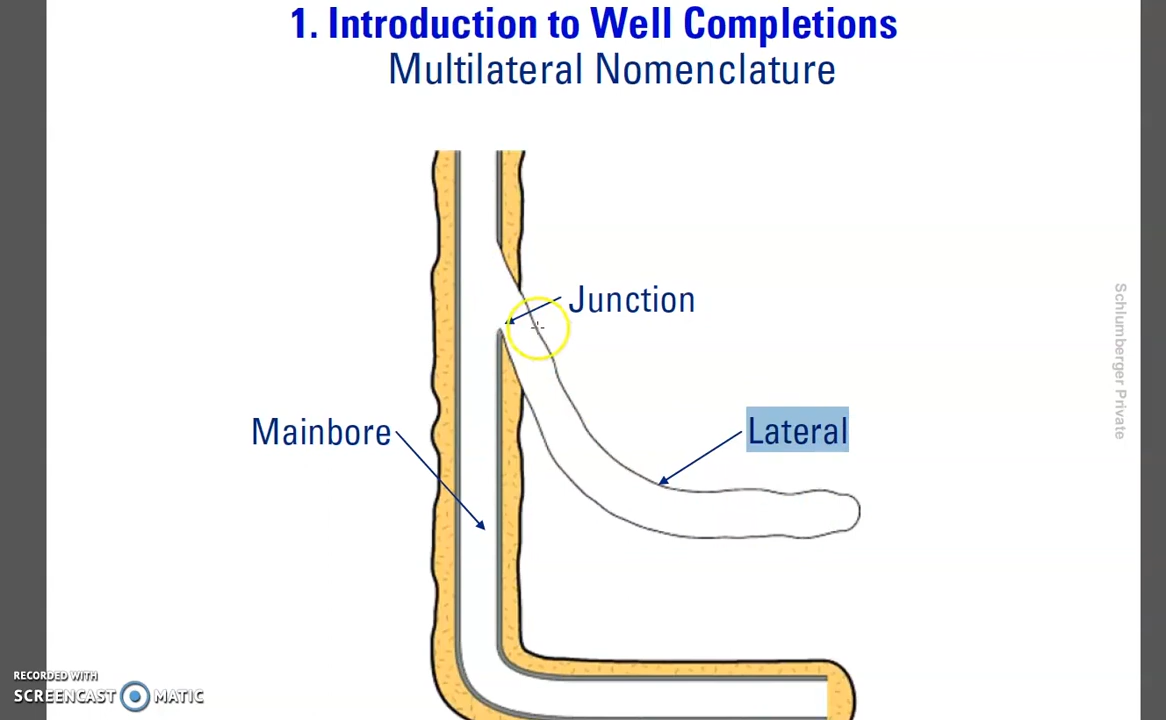 1. Introduction to Well Completions
Multilateral Nomenclature
Junction
Mainbore
Lateral
Schlumberger Private
RECORDED WITH
SCREENCAST MATIC